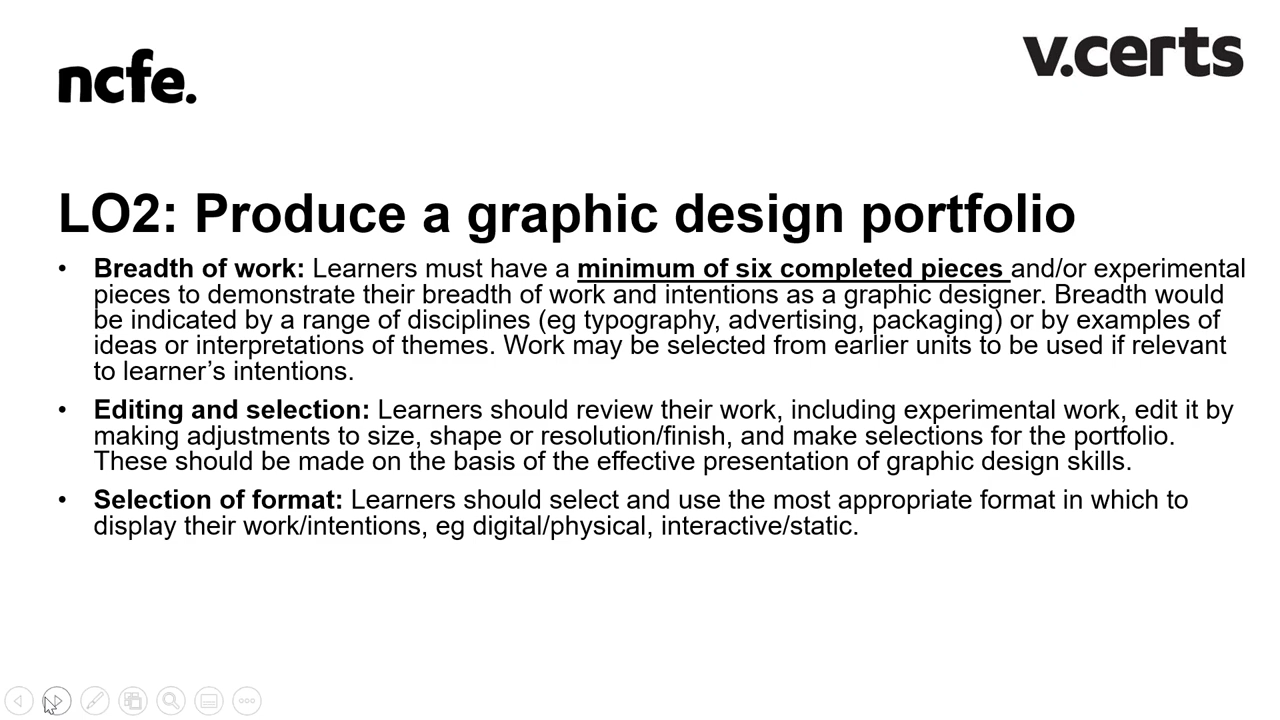 ncfe.
v.certs
LO2: Produce a graphic design portfolio
• Breadth of work: Learners must have a minimum of six completed pieces and/or experimental
pieces to demonstrate their breadth of work and intentions as a graphic designer. Breadth would
be indicated by a range of disciplines (eg typography, advertising, packaging) or by examples of
ideas or interpretations of themes. Work may be selected from earlier units to be used if relevant
to learner’s intentions.
• Editing and selection: Learners should review their work, including experimental work, edit it by
making adjustments to size, shape or resolution/finish, and make selections for the portfolio.
These should be made on the basis of the effective presentation of graphic design skills.
• Selection of format: Learners should select and use the most appropriate format in which to
display their work/intentions, eg digital/physical, interactive/static.